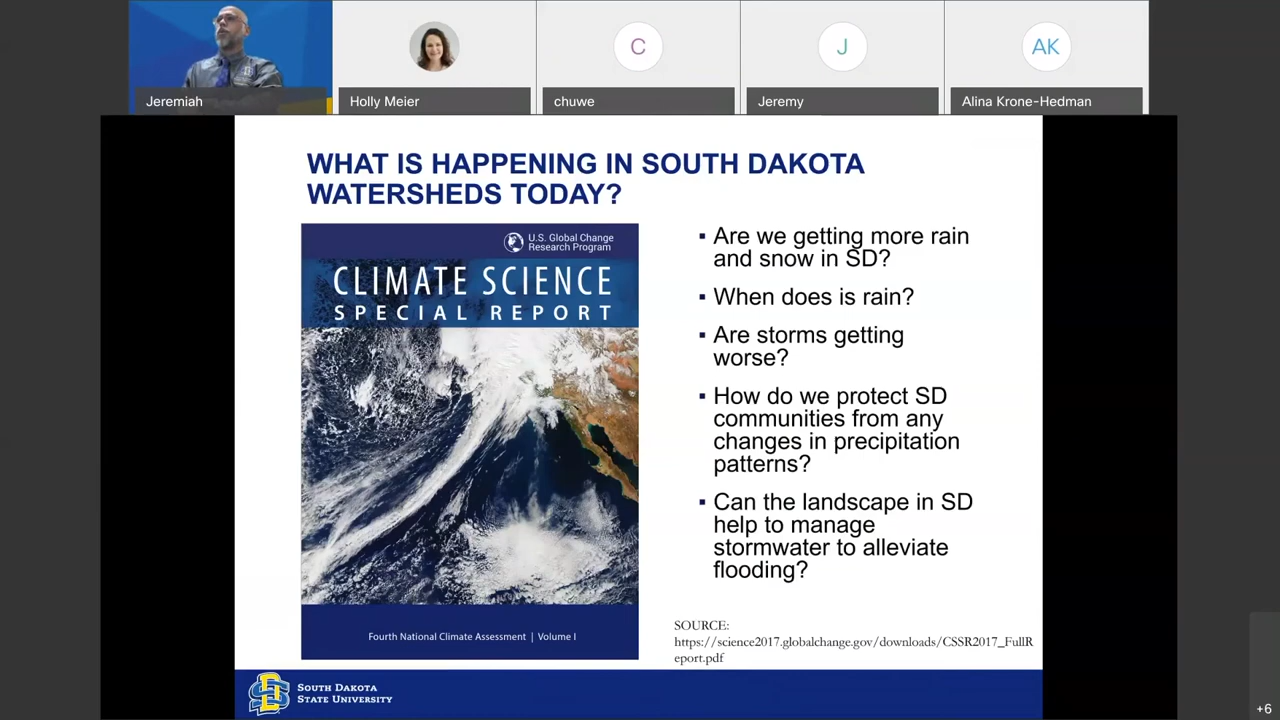 Jeremiah
Holly Meier
C
chuwe
J
Jeremy
AK
Alina Krone-Hedman
WHAT IS HAPPENING IN SOUTH DAKOTA
WATERSHEDS TODAY?
U.S. Global Change
Research Program
CLIMATE SCIENCE
SPECIAL REPORT
Fourth National Climate Assessment | Volume I
▪ Are we getting more rain
and snow in SD?
▪ When does is rain?
▪ Are storms getting
worse?
▪ How do we protect SD
communities from any
changes in precipitation
patterns?
▪ Can the landscape in SD
help to manage
stormwater to alleviate
flooding?
SOURCE:
https://science2017.globalchange.gov/downloads/CSSR2017_FullR
eport.pdf
SOUTH DAKOTA
STATE UNIVERSITY
+6